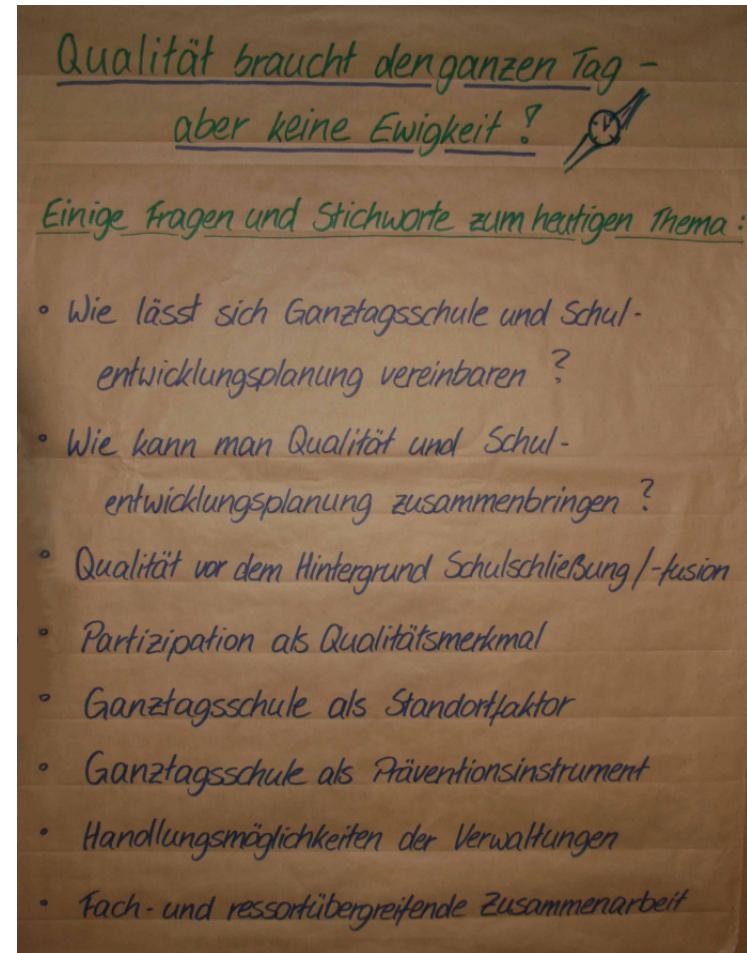 Qualität braucht den ganzen Tag -
aber keine Ewigkeit!
Einige Fragen und Stichworte zum heutigen Thema:
• Wie lässt sich Ganztagsschule und Schul-
entwicklungsplanung vereinbaren?
• Wie kann man Qualität und Schul-
entwicklungsplanung zusammenbringen?
• Qualität vor dem Hintergrund Schulschließung/-fusion
• Partizipation als Qualitätsmerkmal
• Ganztagsschule als Standortfaktor
• Ganztagsschule als Präventionsinstrument
• Handlungsmöglichkeiten der Verwaltungen
• Fach- und ressortübergreifende Zusammenarbeit